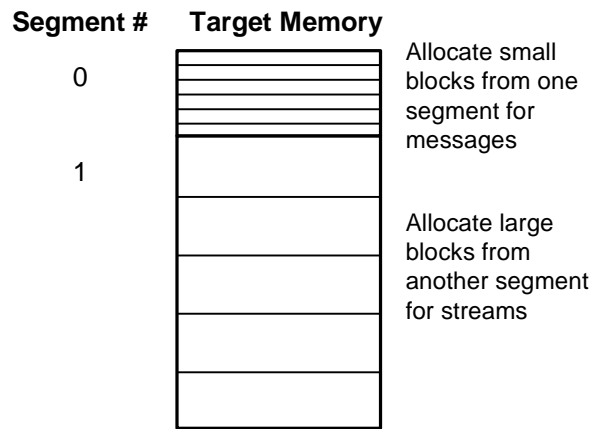 Segment # Target Memory
0
Allocate small
blocks from one
segment for
messages
1
Allocate large
blocks from
another segment
for streams